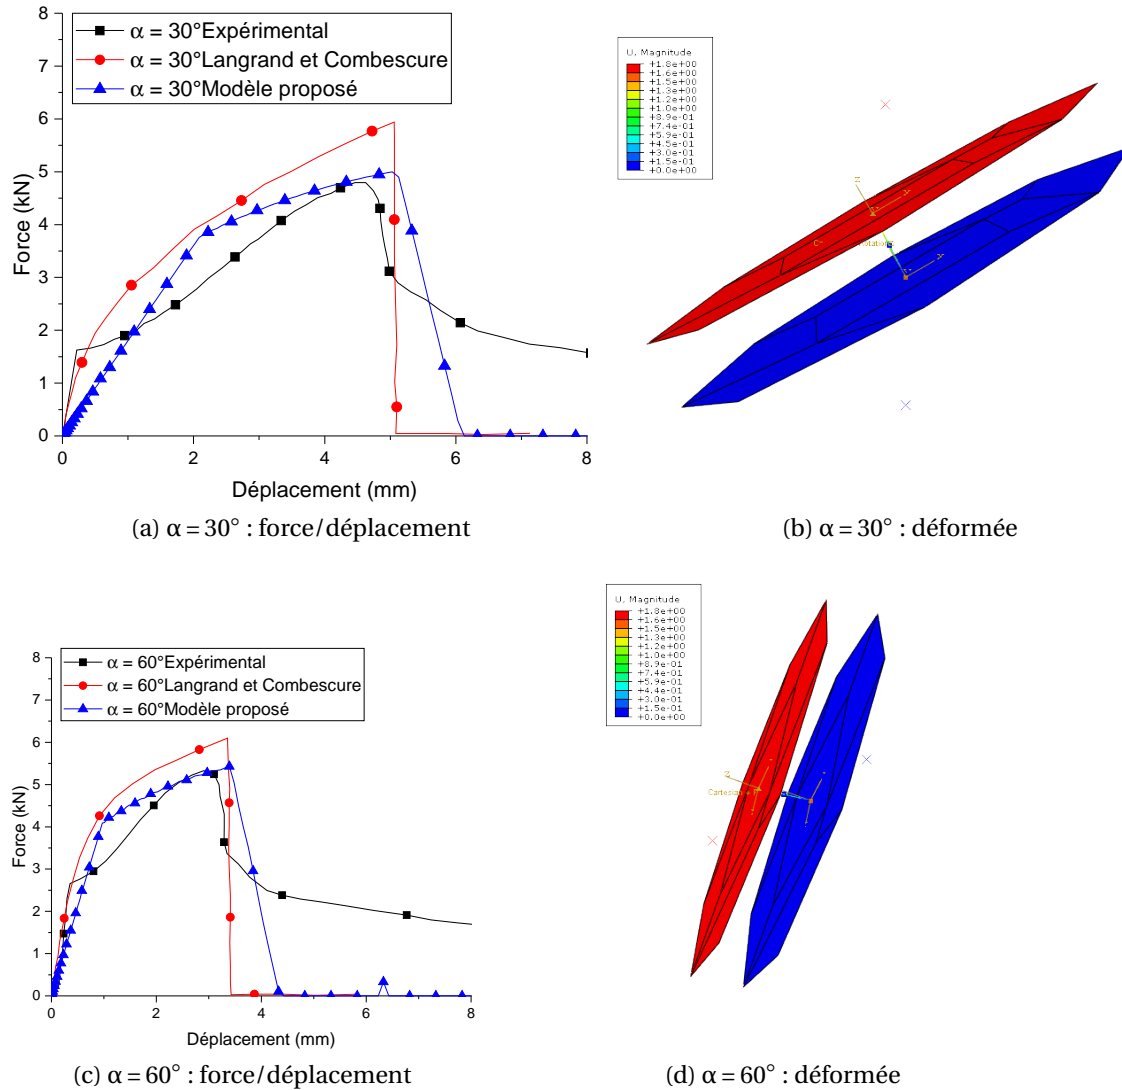 8
7
6
5
4
3
2
1
0
Force (kN)
α = 30°Expérimental
α = 30°Langrand et Combescure
α = 30°Modèle proposé
0 2 4 6 8
Déplacement (mm)
(a) α = 30° : force/déplacement
U, Magnitude
+1.8e+00
+1.6e+00
+1.5e+00
+1.3e+00
+1.2e+00
+1.0e+00
+8.9e-01
+7.4e-01
+5.9e-01
+4.5e-01
+3.0e-01
+1.5e-01
+0.0e+00
(b) α = 30° : déformée
8
7
6
5
4
3
2
1
0
Force (kN)
α = 60°Expérimental
α = 60°Langrand et Combescure
α = 60°Modèle proposé
0 2 4 6 8
Déplacement (mm)
(c) α = 60° : force/déplacement
U, Magnitude
+1.8e+00
+1.6e+00
+1.5e+00
+1.3e+00
+1.2e+00
+1.0e+00
+8.9e-01
+7.4e-01
+5.9e-01
+4.4e-01
+3.0e-01
+1.5e-01
+0.0e+00
(d) α = 60° : déformée